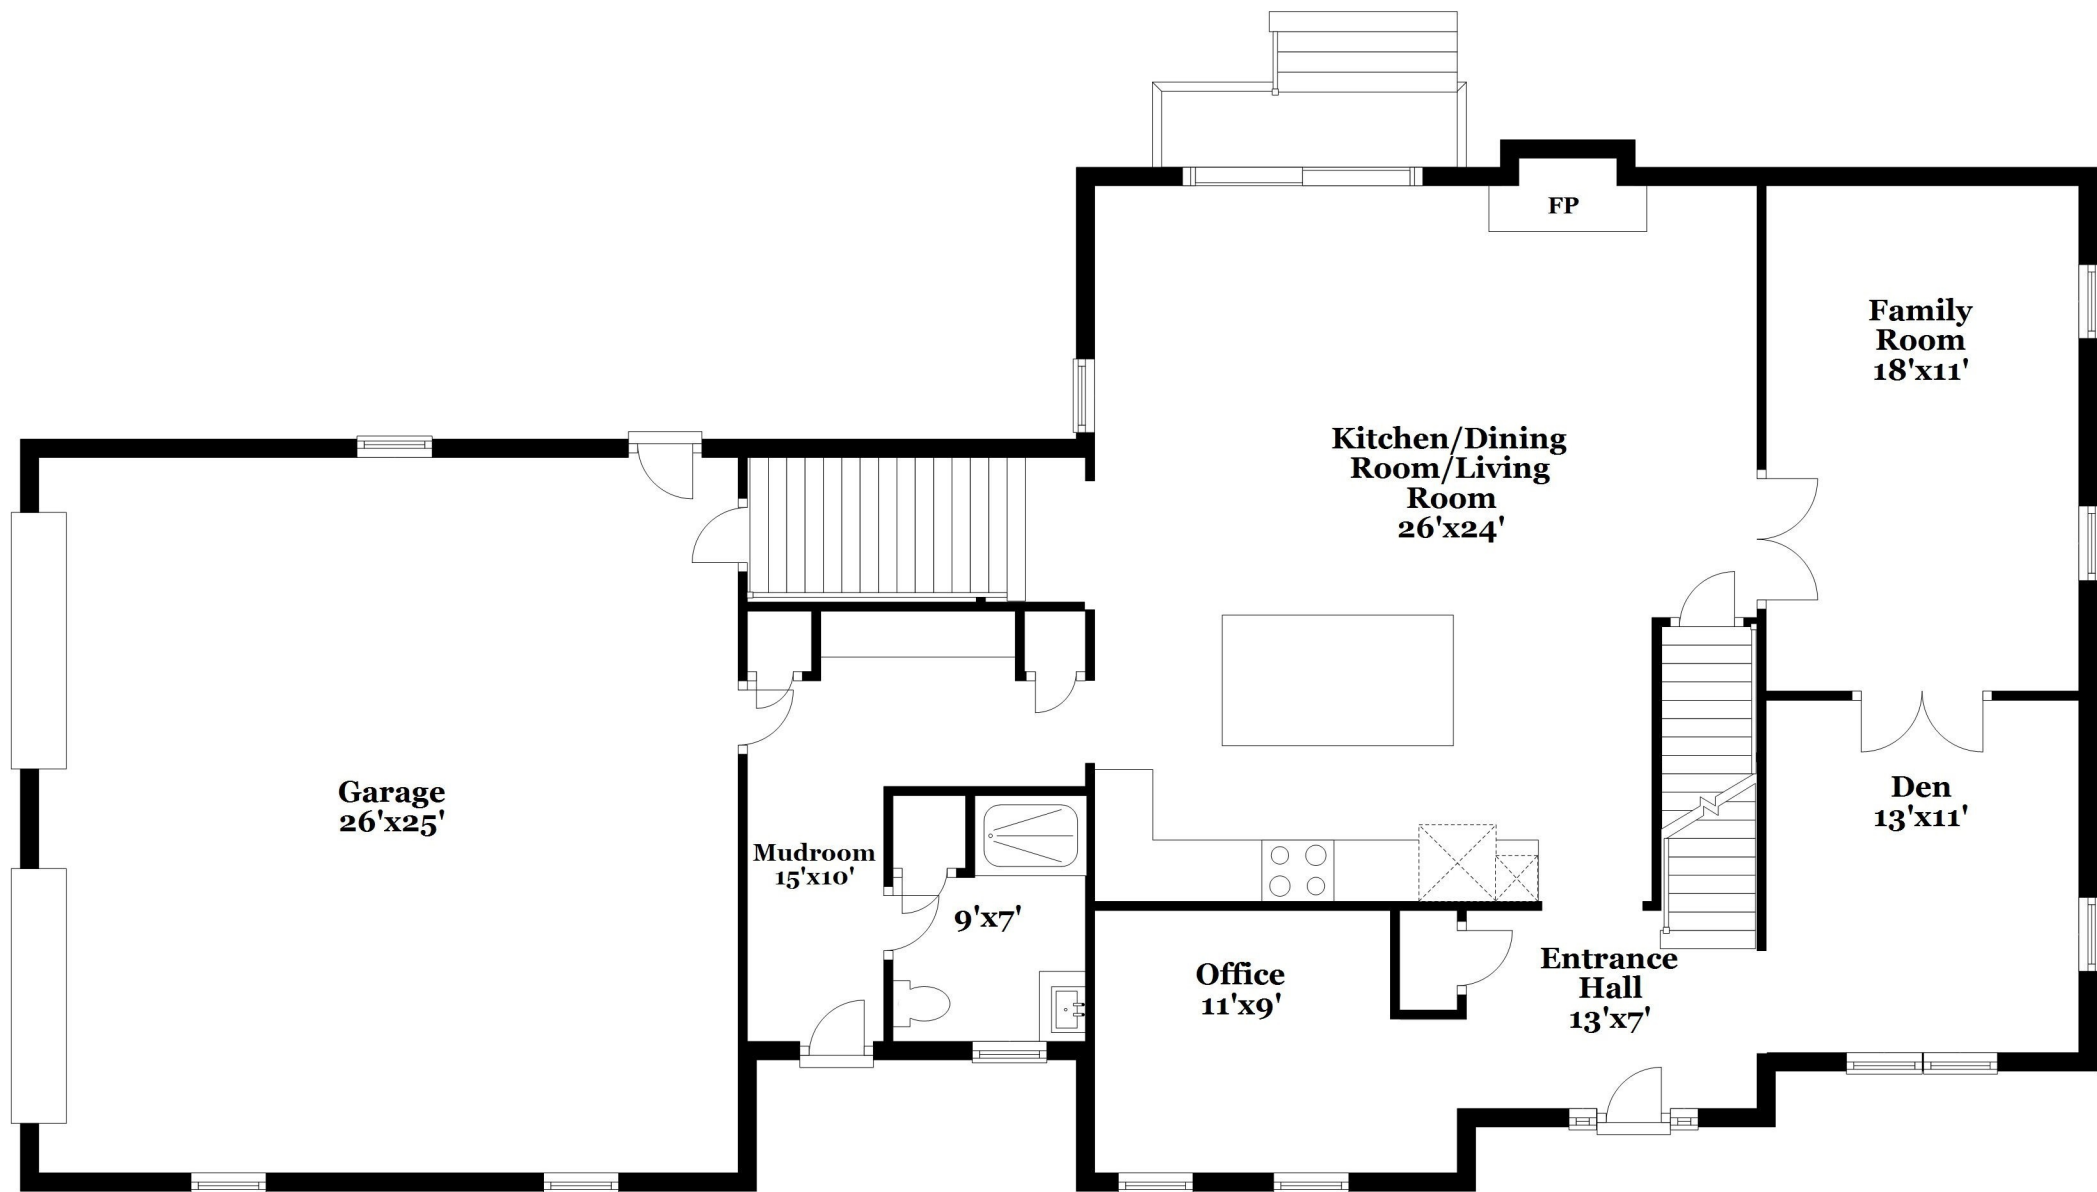 FP
Family
Room
18'x11'
Kitchen/Dining
Room/Living
Room
26'x24'
Garage
26'x25'
Mudroom
15'x10'
9'x7'
Den
13'x11'
Office
11'x9'
Entrance
Hall
13'x7'